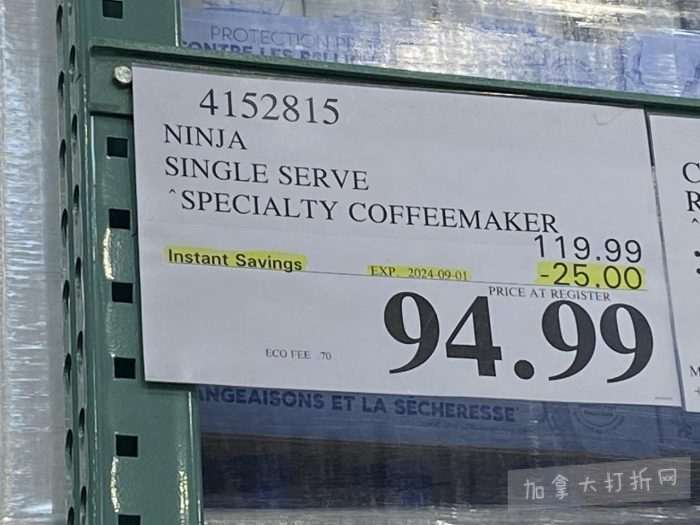 PROTECTION
CONTRE LES
4152815
NINJA
SINGLE SERVE
^SPECIALTY COFFEEMAKER
119.99
Instant Savings EXP. 2024-09-01 -25.00
PRICE AT REGISTER
94.99
ECO FEE .70
ET LA SÉCHERESSE
加拿大打折网